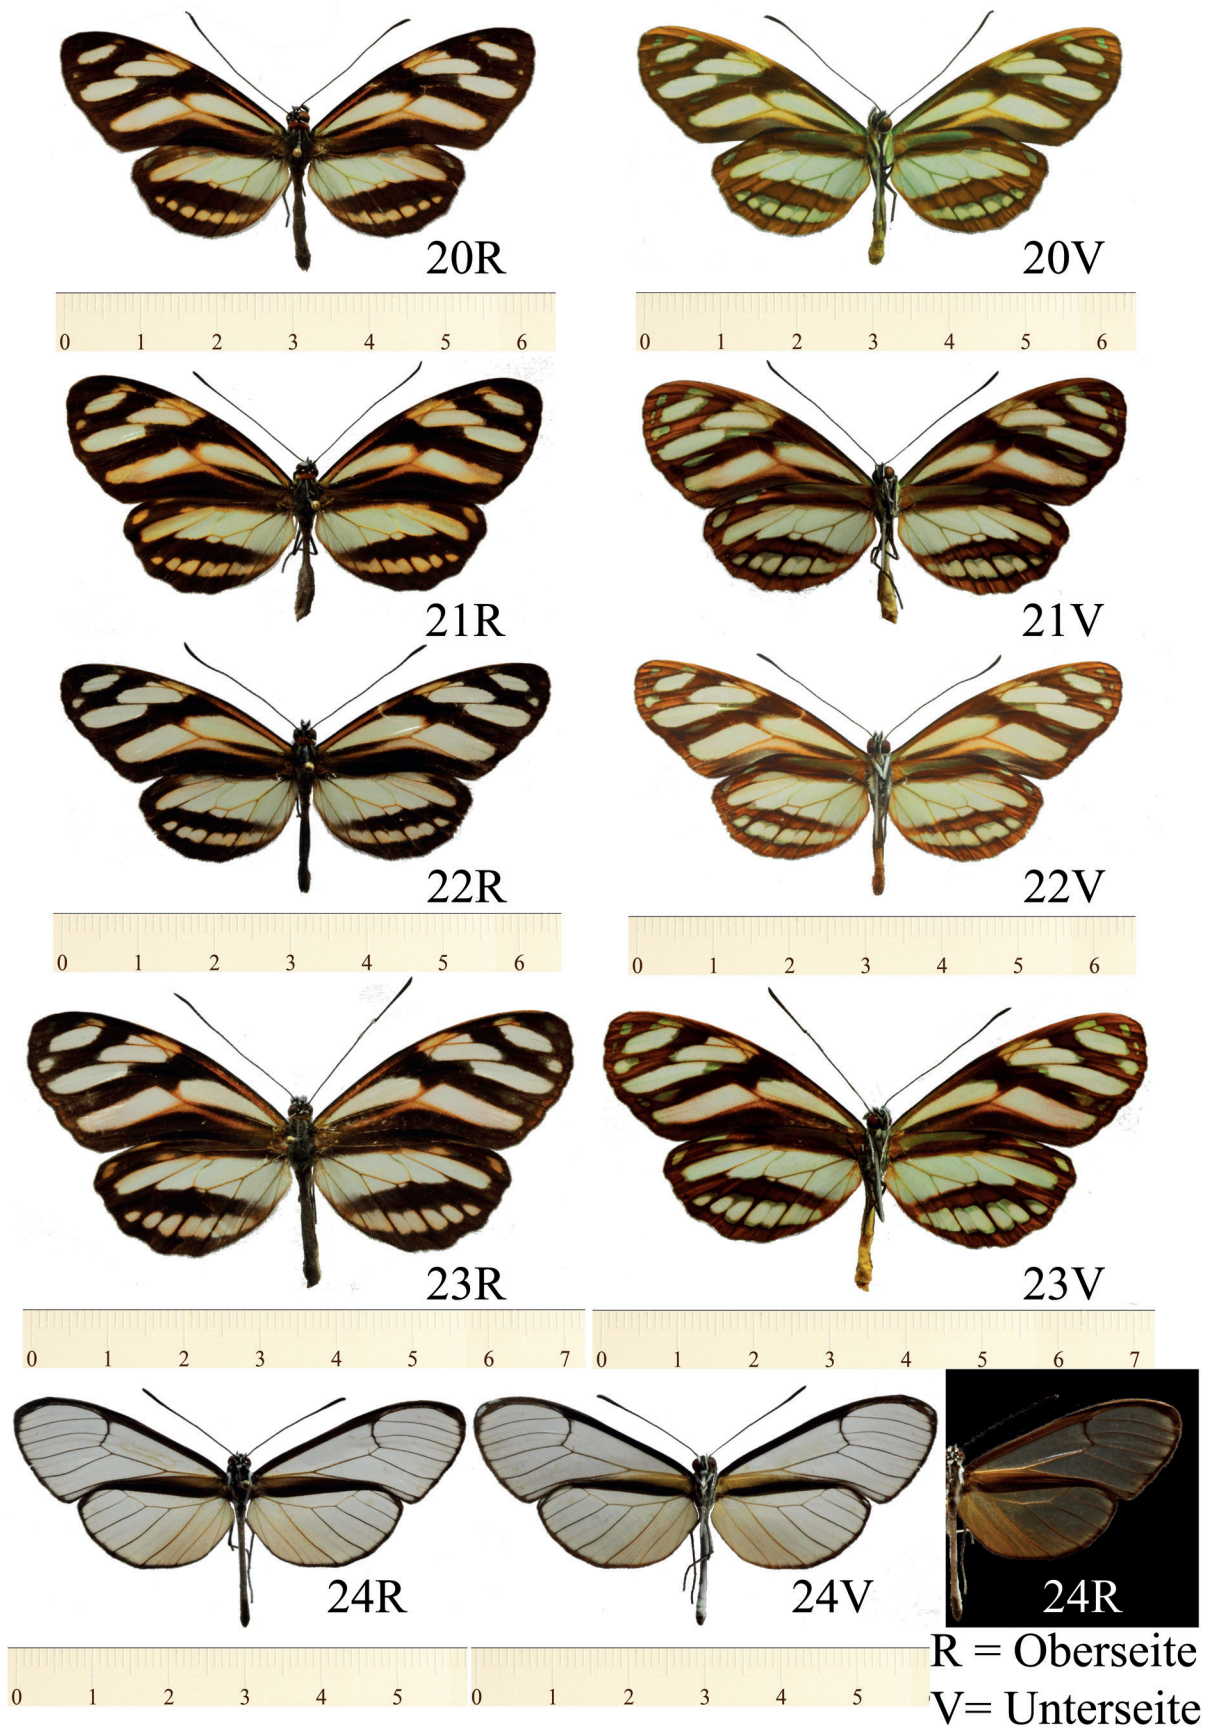 20R 20V
0 1 2 3 4 5 6 0 1 2 3 4 5 6
21R 21V
22R 22V
0 1 2 3 4 5 6 0 1 2 3 4 5 6
23R 23V
0 1 2 3 4 5 6 7 0 1 2 3 4 5 6 7
24R 24V 24R
R = Oberseite
0 1 2 3 4 5 0 1 2 3 4 5
V= Unterseite